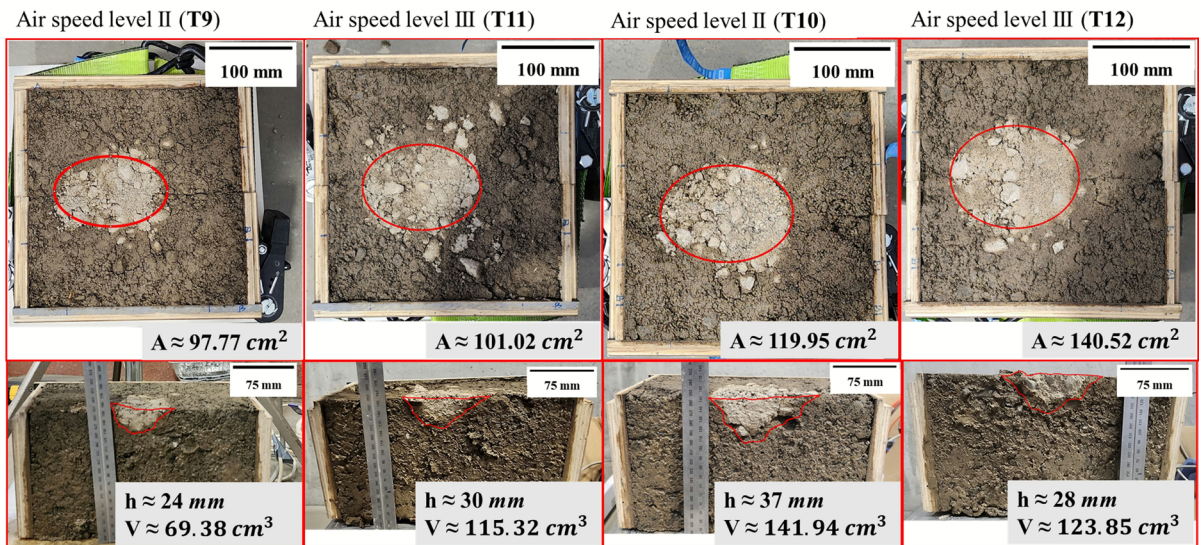 Air speed level II (T9)
Air speed level III (T11)
Air speed level II (T10)
Air speed level III (T12)
100 mm
100 mm
100 mm
100 mm
A ≈ 97.77 cm²
A ≈ 101.02 cm²
A ≈ 119.95 cm²
A ≈ 140.52 cm²
75 mm
75 mm
75 mm
75 mm
h ≈ 24 mm
V ≈ 69.38 cm³
h ≈ 30 mm
V ≈ 115.32 cm³
h ≈ 37 mm
V ≈ 141.94 cm³
h ≈ 28 mm
V ≈ 123.85 cm³